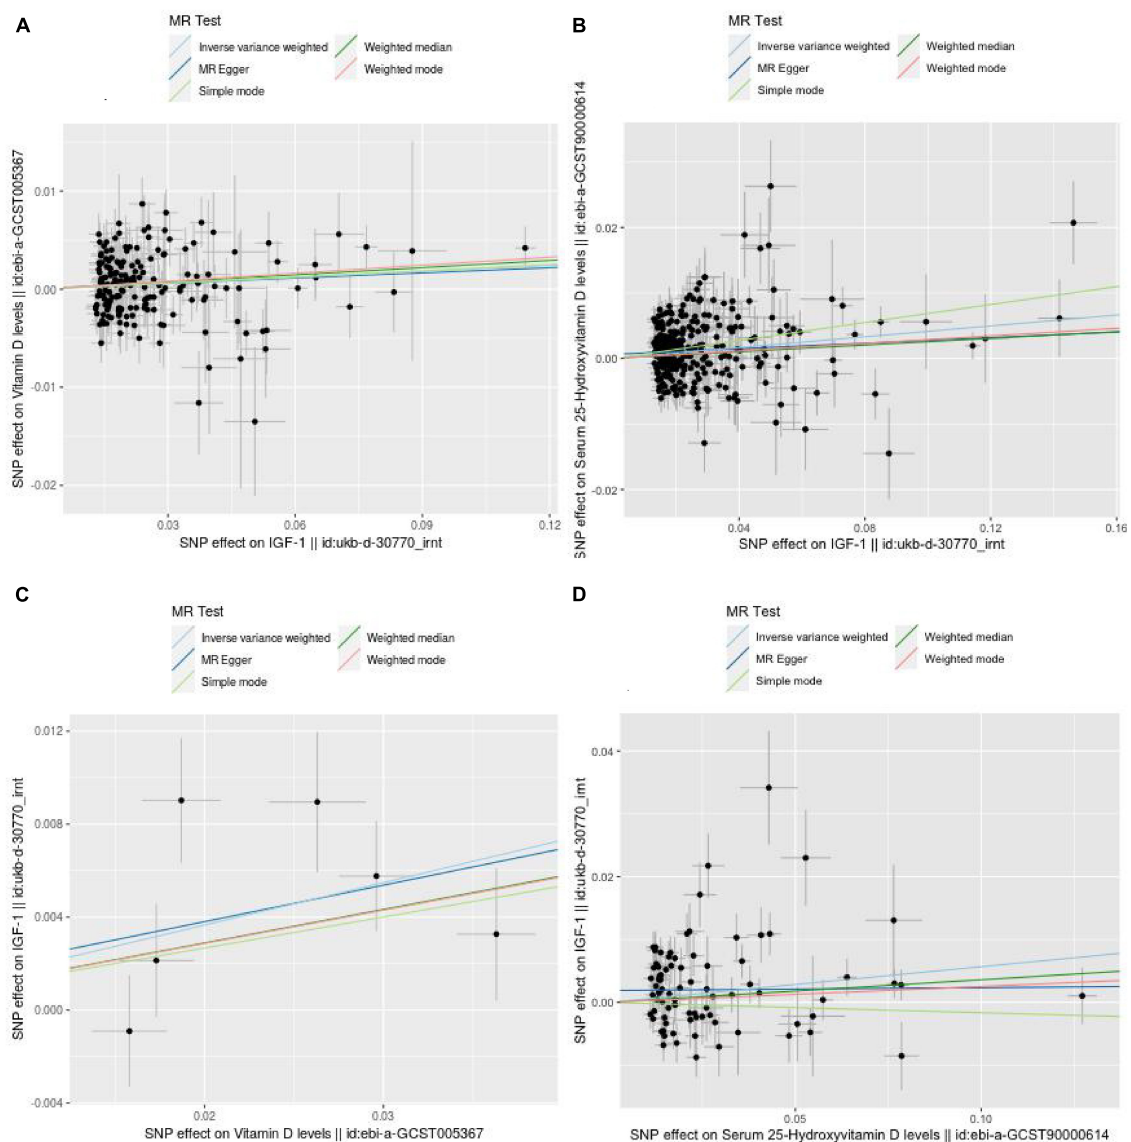 A
MR Test
Inverse variance weighted
Weighted median
MR Egger
Weighted mode
Simple mode
SNP effect on Vitamin D levels || id:ebi-a-GCST005367
0.01
0.00
-0.01
-0.02
0.03
0.06
0.09
0.12
SNP effect on IGF-1 || id:ukb-d-30770_irnt
B
MR Test
Inverse variance weighted
Weighted median
MR Egger
Weighted mode
Simple mode
SNP effect on Serum 25-Hydroxyvitamin D levels || id:ebi-a-GCST90000614
0.02
0.00
-0.02
0.04
0.08
0.12
0.16
SNP effect on IGF-1 || id:ukb-d-30770_irnt
C
MR Test
Inverse variance weighted
Weighted median
MR Egger
Weighted mode
Simple mode
SNP effect on IGF-1 || id:ukb-d-30770_irnt
0.012
0.008
0.004
0.000
-0.004
0.02
0.03
SNP effect on Vitamin D levels || id:ebi-a-GCST005367
D
MR Test
Inverse variance weighted
Weighted median
MR Egger
Weighted mode
Simple mode
SNP effect on IGF-1 || id:ukb-d-30770_irnt
0.04
0.02
0.00
0.05
0.10
SNP effect on Serum 25-Hydroxyvitamin D levels || id:ebi-a-GCST90000614